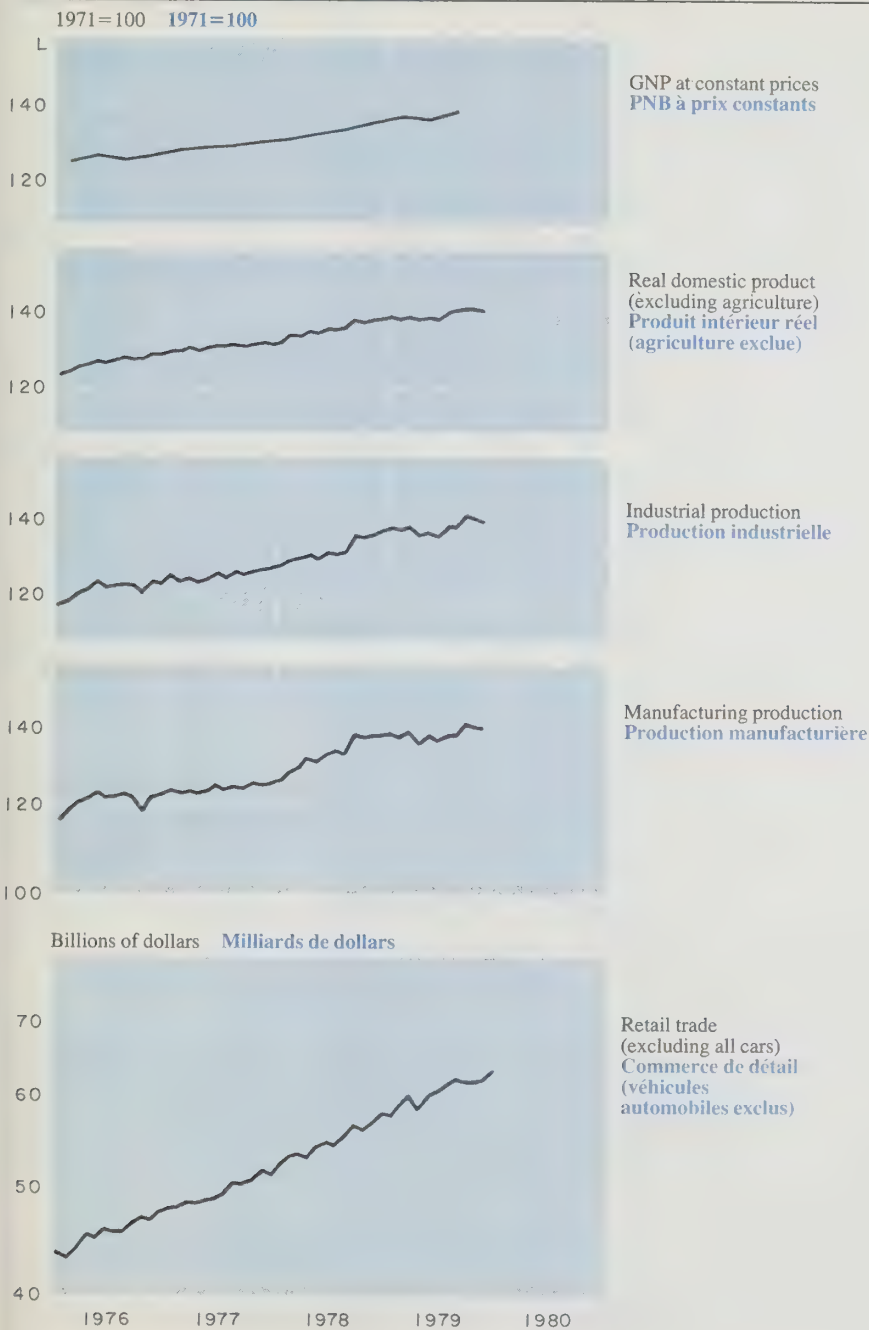 1971=100 1971=100
L
140
120
GNP at constant prices
PNB à prix constants
140
120
Real domestic product
(excluding agriculture)
Produit intérieur réel
(agriculture exclue)
140
120
Industrial production
Production industrielle
140
120
100
Manufacturing production
Production manufacturière
Billions of dollars Milliards de dollars
70
60
50
40
Retail trade
(excluding all cars)
Commerce de détail
(véhicules
automobiles exclus)
1976 1977 1978 1979 1980